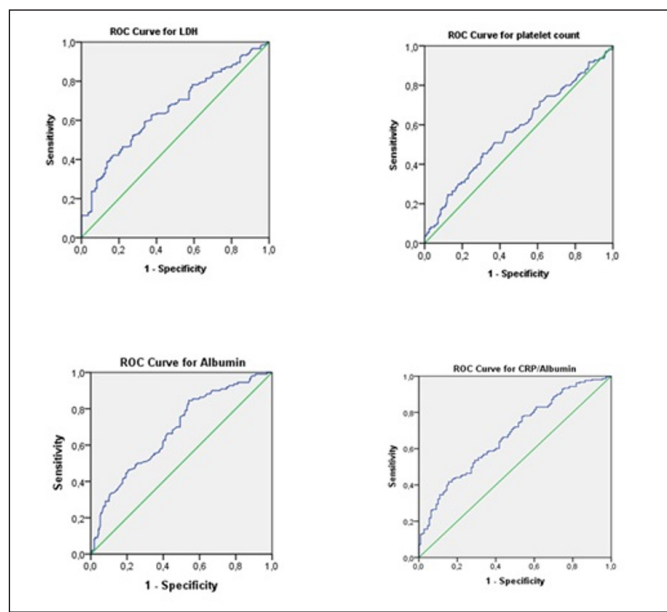 ROC Curve for LDH
1,0
0,8
0,6
0,4
0,2
0,0
Sensitivity
0,0 0,2 0,4 0,6 0,8 1,0
1 - Specificity
ROC Curve for platelet count
1,0
0,8
0,6
0,4
0,2
0,0
Sensitivity
0,0 0,2 0,4 0,6 0,8 1,0
1 - Specificity
ROC Curve for Albumin
1,0
0,8
0,6
0,4
0,2
0,0
Sensitivity
0,0 0,2 0,4 0,6 0,8 1,0
1 - Specificity
ROC Curve for CRP/Albumin
1,0
0,8
0,6
0,4
0,2
0,0
Sensitivity
0,0 0,2 0,4 0,6 0,8 1,0
1 - Specificity